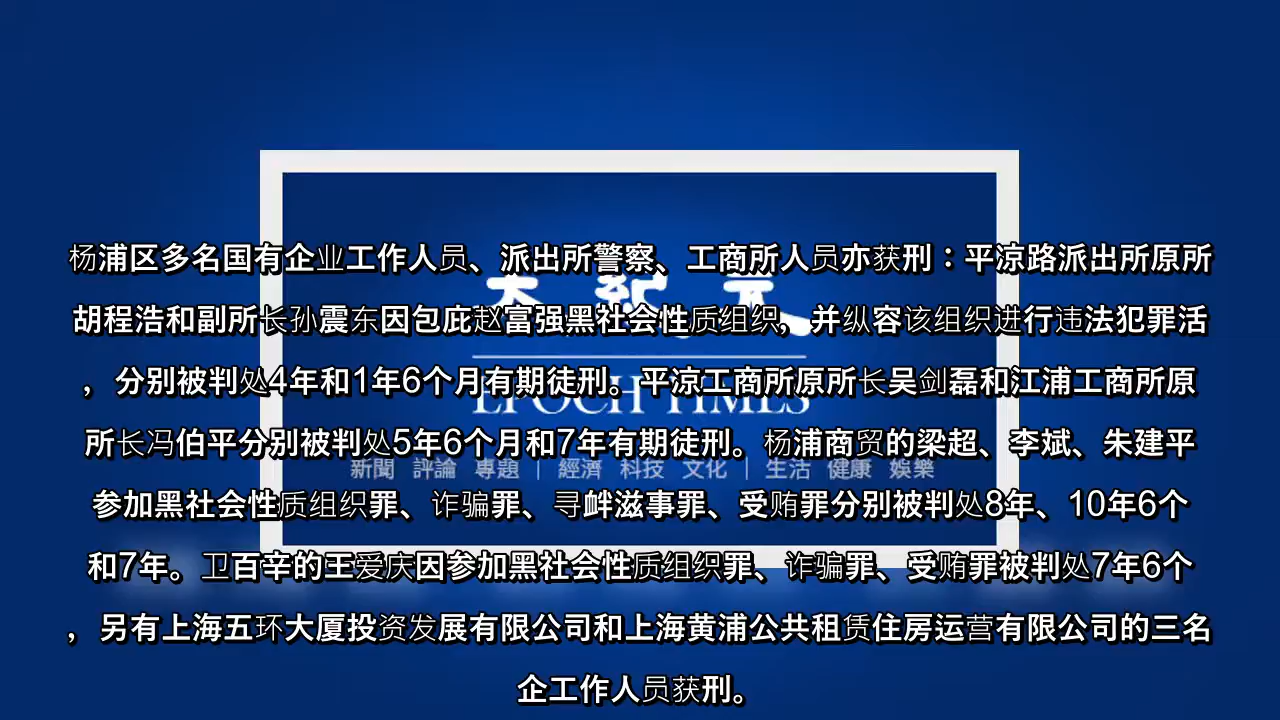 杨浦区多名国有企业工作人员、派出所警察、工商所人员亦获刑：平凉路派出所原所
胡程浩和副所长孙震东因包庇赵富强黑社会性质组织，并纵容该组织进行违法犯罪活
，分别被判处4年和1年6个月有期徒刑。平凉工商所原所长吴剑磊和江浦工商所原
所长冯伯平分别被判处5年6个月和7年有期徒刑。杨浦商贸的梁超、李斌、朱建平
参加黑社会性质组织罪、诈骗罪、寻衅滋事罪、受贿罪分别被判处8年、10年6个
和7年。卫百辛的王爱庆因参加黑社会性质组织罪、诈骗罪、受贿罪被判处7年6个
，另有上海五环大厦投资发展有限公司和上海黄浦公共租赁住房运营有限公司的三名
企工作人员获刑。
大紀元
EPOCH TIMES
新聞 評論 專題 | 經濟 科技 文化 | 生活 健康 娛樂